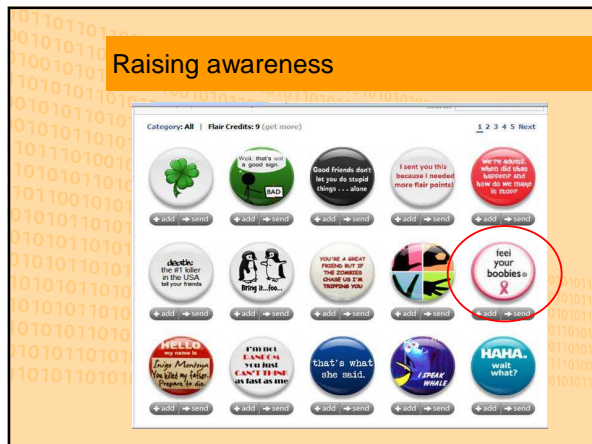 Raising awareness
Category: All | Flair Credits: 9 (get more)
1 2 3 4 5 Next
Well, that's not
a good sign.
BAD
Good friends don't
let you do stupid
things . . . alone
I sent you this
because I needed
more flair points!
We're adults.
when did that
happen? and
how do we make
it stop?
+ add → send
+ add → send
+ add → send
+ add → send
+ add → send
death:
the #1 killer
in the USA
tell your friends
Bring it...foo...
YOU'RE A GREAT
FRIEND BUT IF
THE ZOMBIES
CHASE US I'M
TRIPPING YOU
feel
your
boobies
+ add → send
+ add → send
+ add → send
+ add → send
+ add → send
HELLO
my name is
Inigo Montoya
You killed my father.
Prepare to die.
I'm not
RANDOM
you just
CAN'T THINK
as fast as me
that's what
she said.
I SPEAK
WHALE
HAHA.
wait
what?
+ add → send
+ add → send
+ add → send
+ add → send
+ add → send